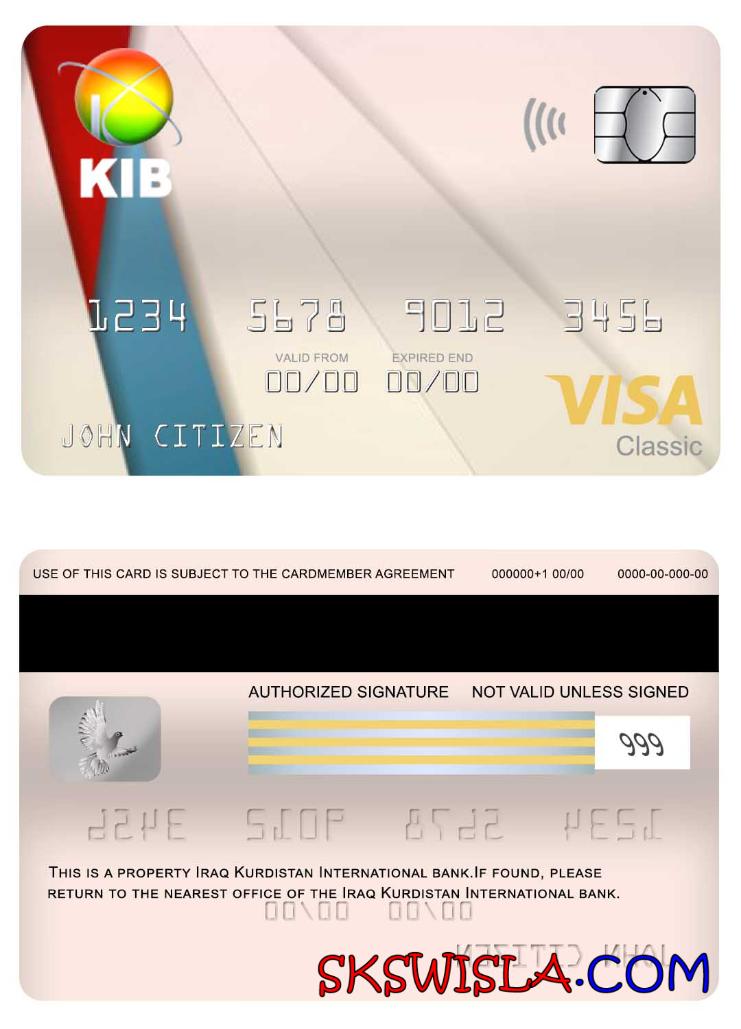 KIB
1234 5678 9012 3456
VALID FROM EXPIRED END
00/00 00/00
VISA
JOHN CITIZEN
Classic
USE OF THIS CARD IS SUBJECT TO THE CARDMEMBER AGREEMENT 000000+1 00/00 0000-00-000-00
AUTHORIZED SIGNATURE NOT VALID UNLESS SIGNED
999
THIS IS A PROPERTY IRAQ KURDISTAN INTERNATIONAL BANK.IF FOUND, PLEASE
RETURN TO THE NEAREST OFFICE OF THE IRAQ KURDISTAN INTERNATIONAL BANK.
SKSWISLA.COM